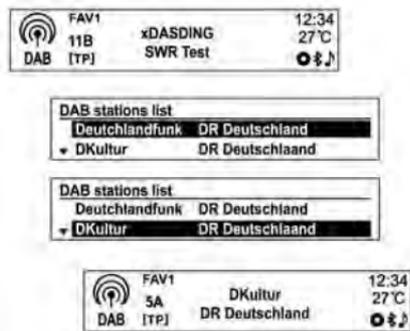 FAV1 12:34
11B xDASDING 27℃
DAB [TP] SWR Test
DAB stations list
Deutchlandfunk DR Deutschland
DKultur DR Deutschlaand
DAB stations list
Deutchlandfunk DR Deutschland
DKultur DR Deutschlaand
FAV1 12:34
5A DKultur 27℃
DAB [TP] DR Deutschland